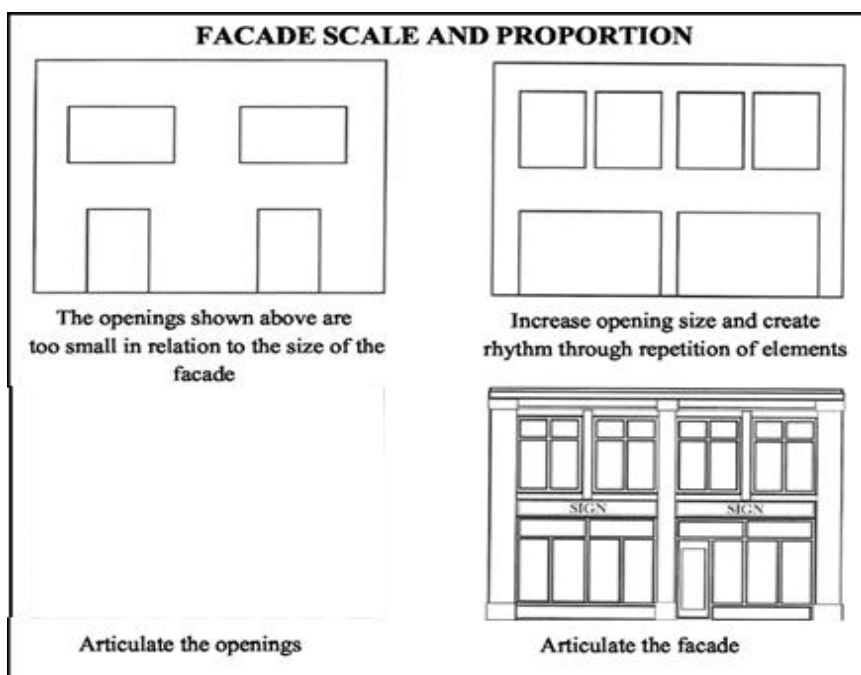 FACADE SCALE AND PROPORTION
The openings shown above are
too small in relation to the size of the
facade
Increase opening size and create
rhythm through repetition of elements
SIGN
SIGN
Articulate the openings
Articulate the facade